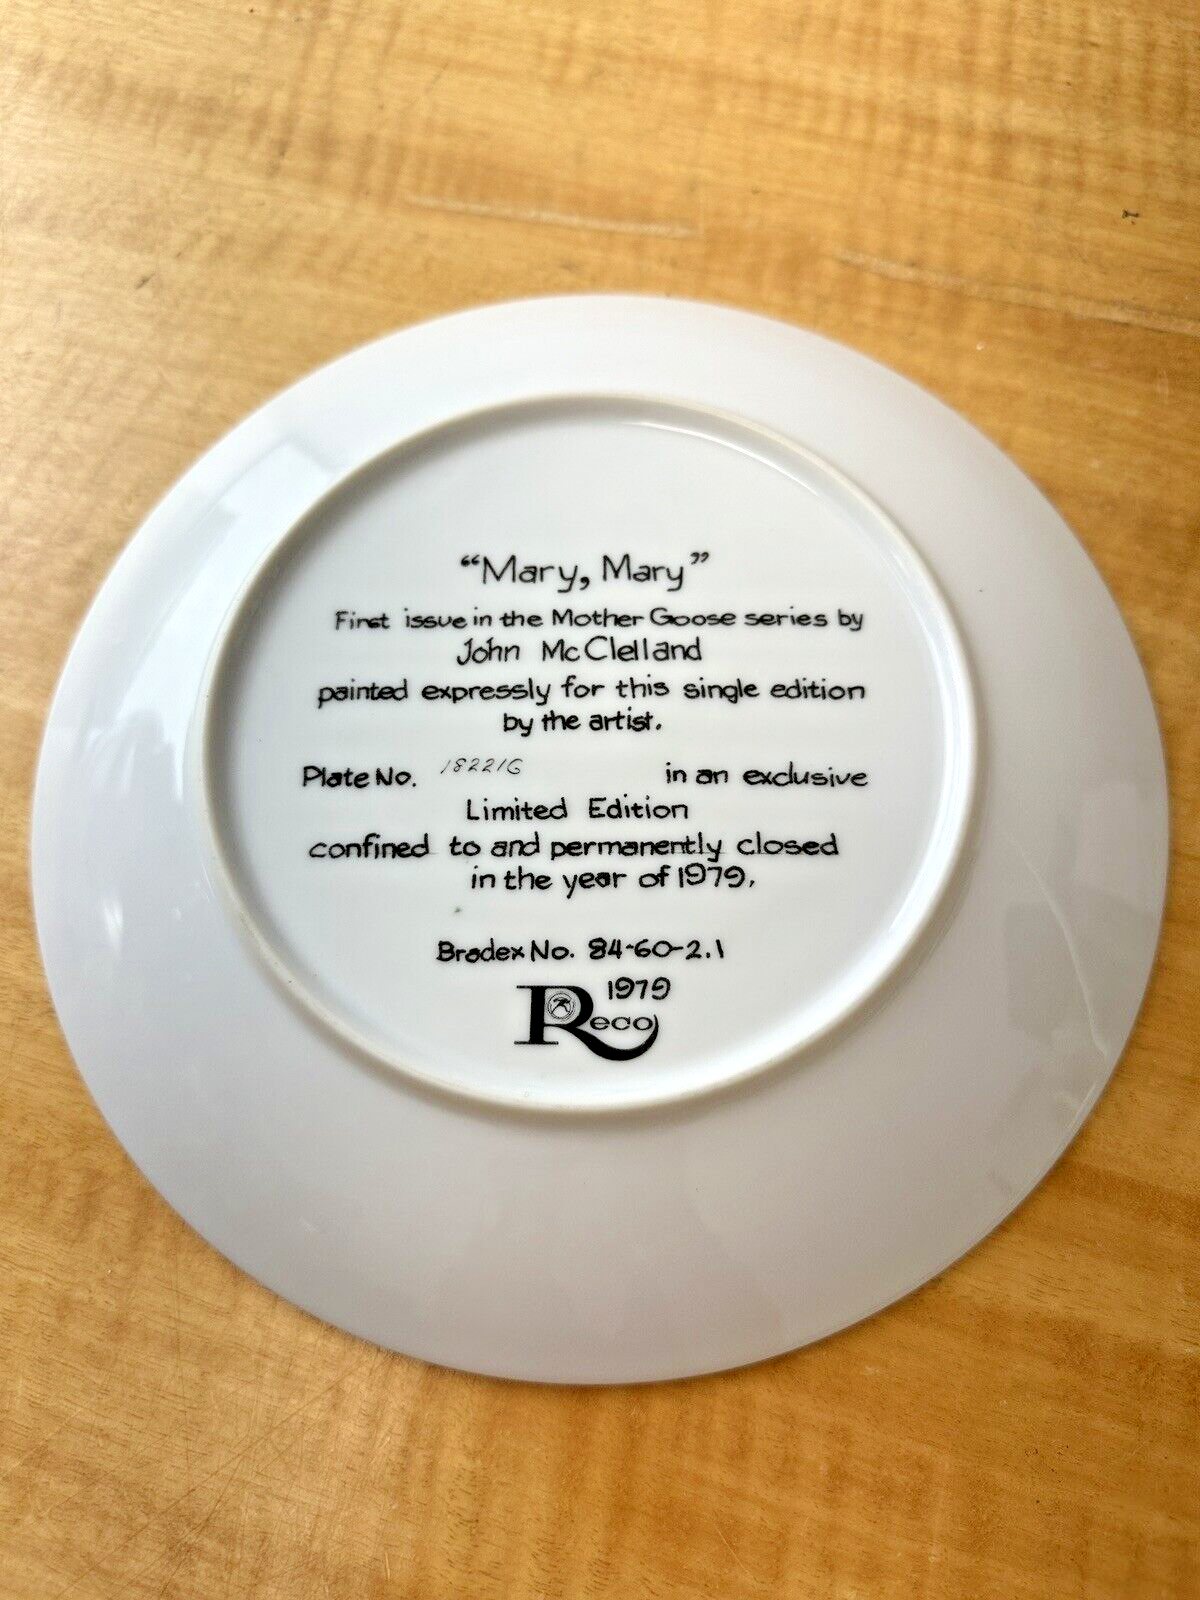 “Mary, Mary”
First issue in the Mother Goose series by
John McClelland
painted expressly for this single edition
by the artist.
Plate No. 18221G in an exclusive
Limited Edition
confined to and permanently closed
in the year of 1979.
Bradex No. 84-60-2.1
1979
Reco